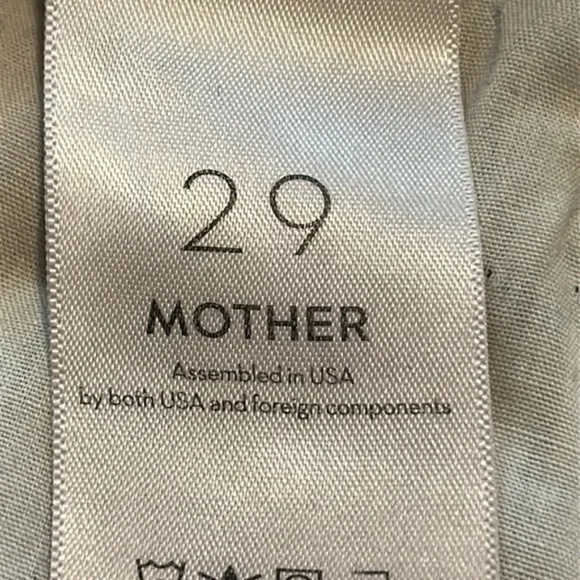 29
MOTHER
Assembled in USA
by both USA and foreign components